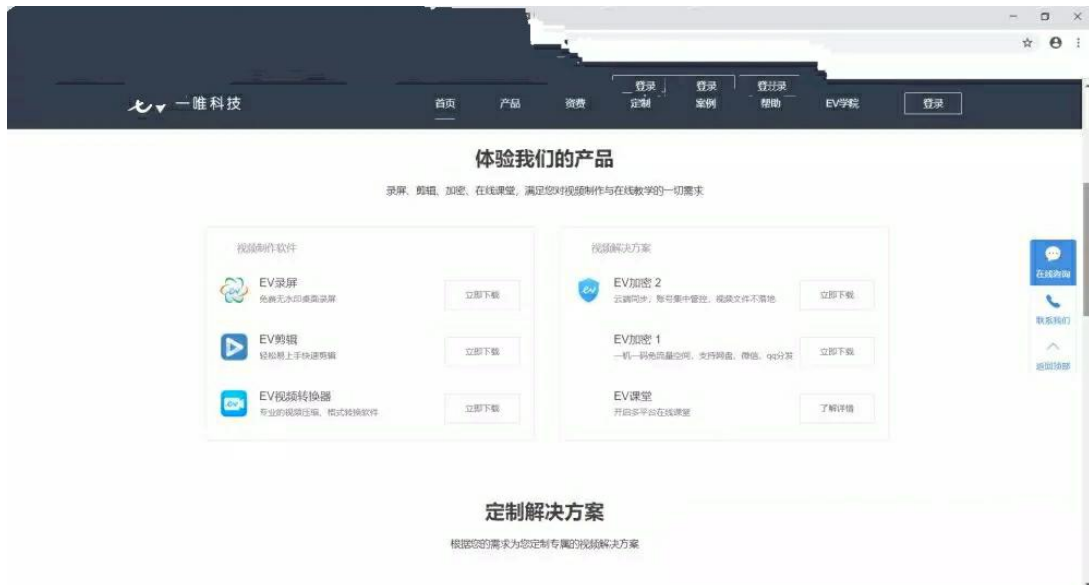 登录 登录 登录
一唯科技 首页 产品 资费 定制 案例 帮助 EV学院 登录
体验我们的产品
录屏、剪辑、加密、在线课堂，满足您对视频制作与在线教学的一切需求
视频制作软件
EV录屏
免费无水印桌面录屏
立即下载
EV剪辑
轻松易上手快速剪辑
立即下载
EV视频转换器
专业的视频压缩、格式转换软件
立即下载
视频解决方案
EV加密 2
云端同步，账号集中管控，视频文件不落地
立即下载
EV加密 1
一机一码免流量空间、支持网盘、微信、qq分发
立即下载
EV课堂
开启多平台在线课堂
了解详情
在线咨询
联系我们
返回顶部
定制解决方案
根据您的需求为您定制专属的视频解决方案